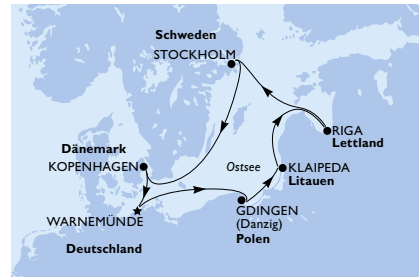 Schweden
STOCKHOLM
RIGA
Lettland
Dänemark
KOPENHAGEN
Ostsee
KLAIPEDA
Litauen
WARNEMÜNDE
GDINGEN
(Danzig)
Polen
Deutschland